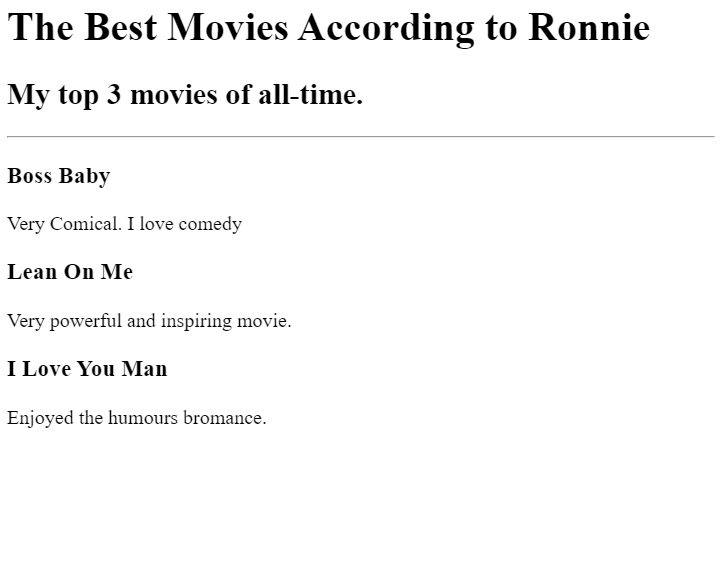 The Best Movies According to Ronnie
My top 3 movies of all-time.
Boss Baby
Very Comical. I love comedy
Lean On Me
Very powerful and inspiring movie.
I Love You Man
Enjoyed the humours bromance.